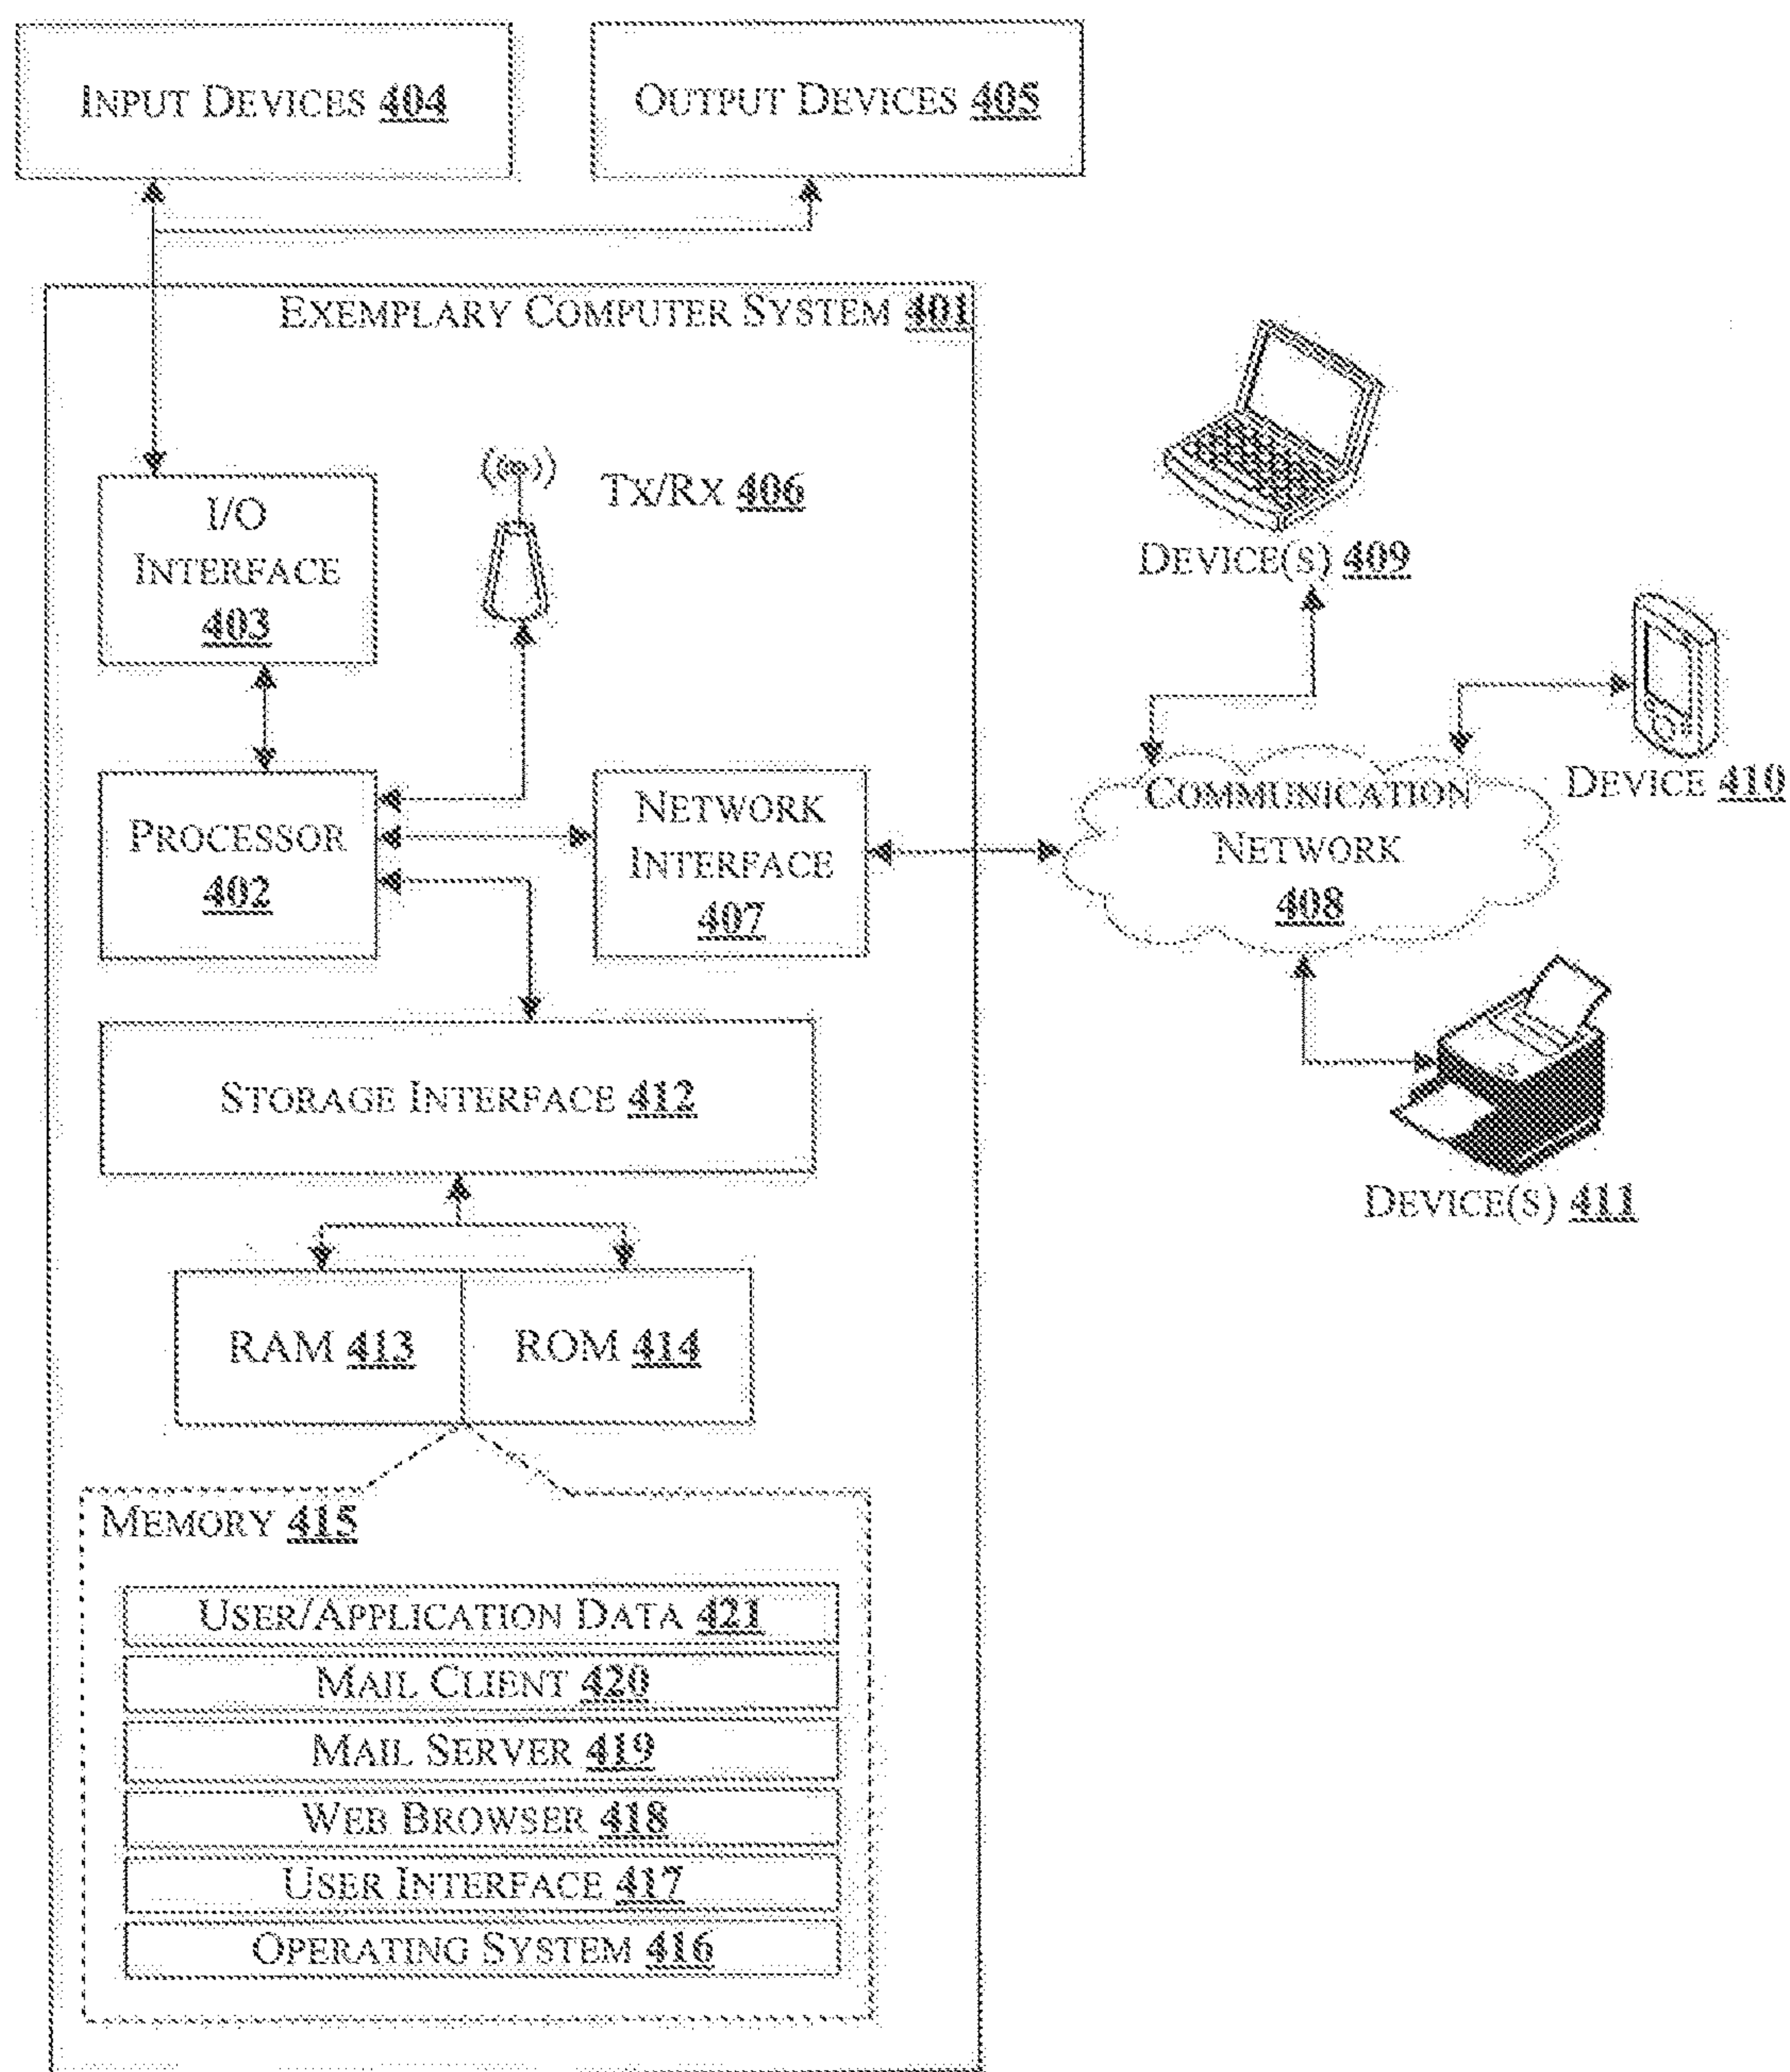 INPUT DEVICES 404
OUTPUT DEVICES 405
EXEMPLARY COMPUTER SYSTEM 401
I/O
INTERFACE
403
TX/RX 406
DEVICE(S) 409
DEVICE 410
PROCESSOR
402
NETWORK
INTERFACE
407
COMMUNICATION
NETWORK
408
STORAGE INTERFACE 412
DEVICE(S) 411
RAM 413
ROM 414
MEMORY 415
USER/APPLICATION DATA 421
MAIL CLIENT 420
MAIL SERVER 419
WEB BROWSER 418
USER INTERFACE 417
OPERATING SYSTEM 416